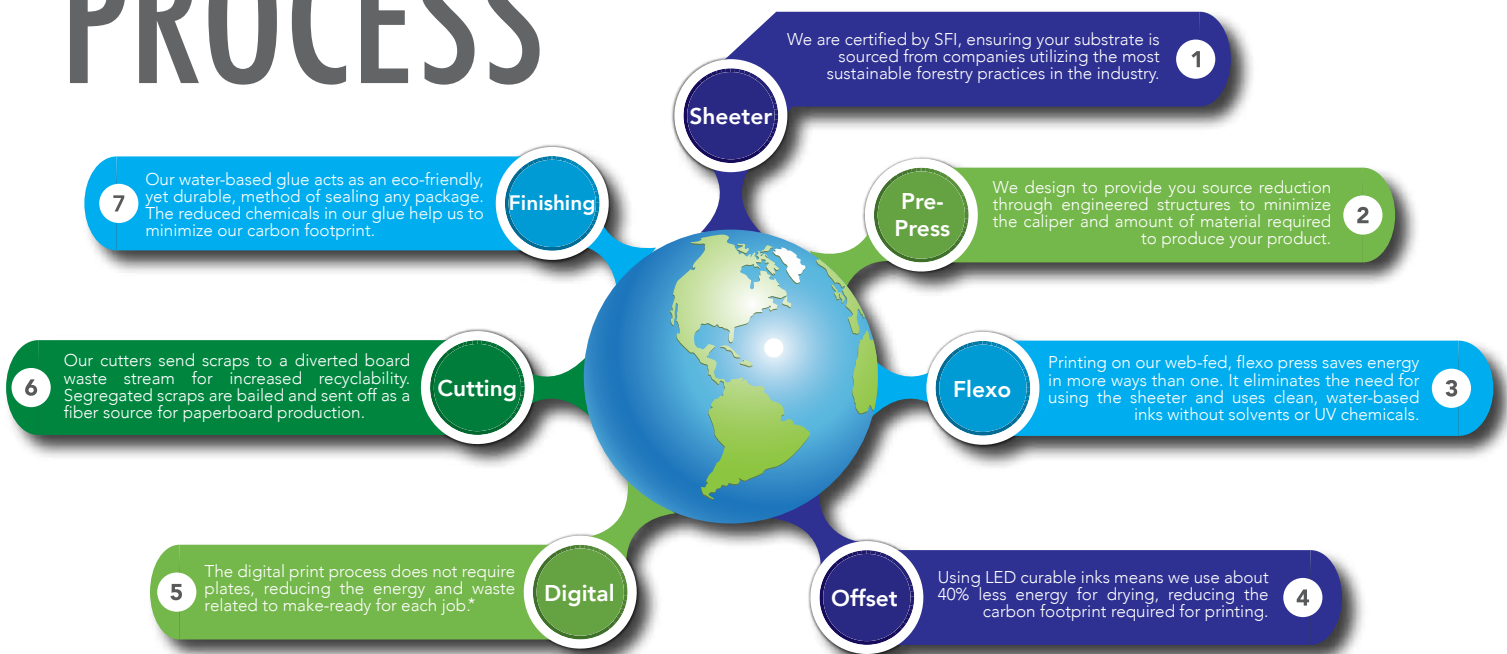 PROCESS
Sheeter
We are certified by SFI, ensuring your substrate is
sourced from companies utilizing the most
sustainable forestry practices in the industry.
1
Pre-
Press
We design to provide you source reduction
through engineered structures to minimize
the caliper and amount of material required
to produce your product.
2
Flexo
Printing on our web-fed, flexo press saves energy
in more ways than one. It eliminates the need for
using the sheeter and uses clean, water-based
inks without solvents or UV chemicals.
3
Offset
Using LED curable inks means we use about
40% less energy for drying, reducing the
carbon footprint required for printing.
4
5
The digital print process does not require
plates, reducing the energy and waste
related to make-ready for each job.*
Digital
6
Our cutters send scraps to a diverted board
waste stream for increased recyclability.
Segregated scraps are bailed and sent off as a
fiber source for paperboard production.
Cutting
7
Our water-based glue acts as an eco-friendly,
yet durable, method of sealing any package.
The reduced chemicals in our glue help us to
minimize our carbon footprint.
Finishing